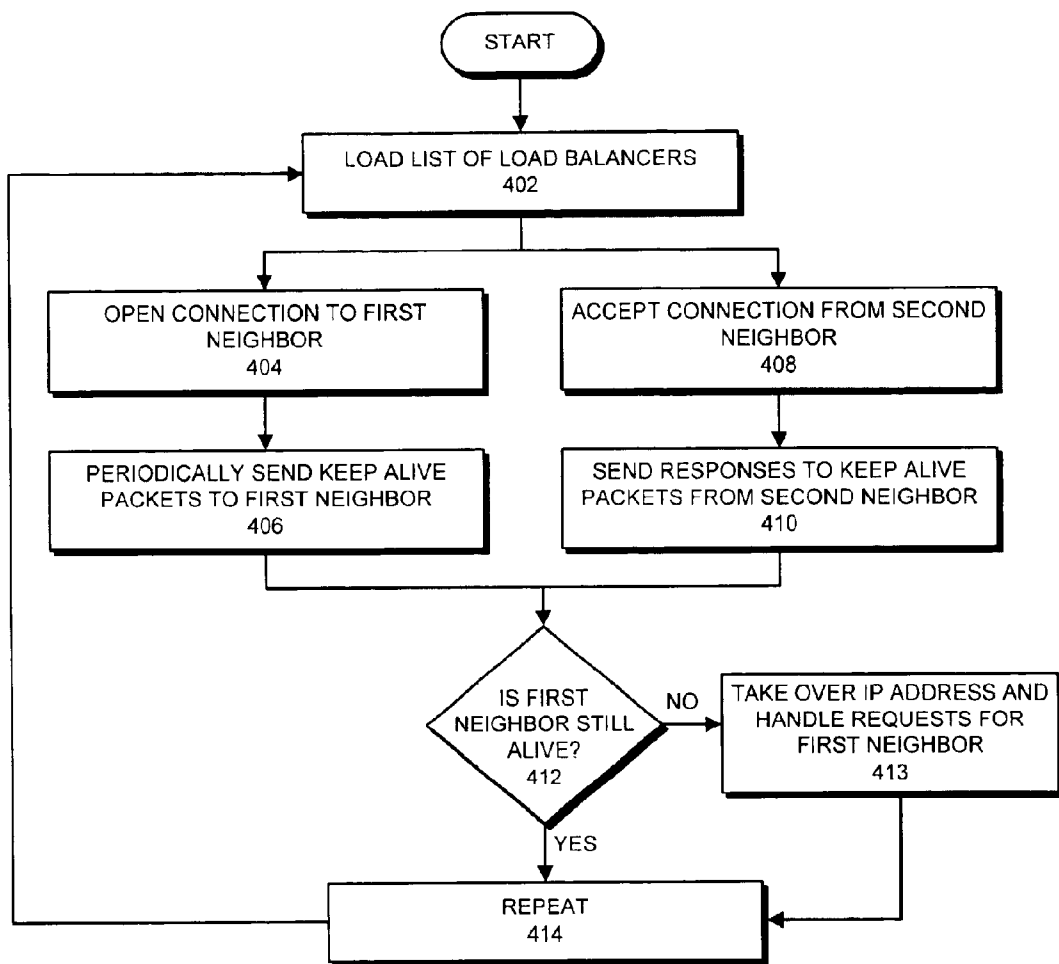 START
LOAD LIST OF LOAD BALANCERS
402
OPEN CONNECTION TO FIRST
NEIGHBOR
404
ACCEPT CONNECTION FROM SECOND
NEIGHBOR
408
PERIODICALLY SEND KEEP ALIVE
PACKETS TO FIRST NEIGHBOR
406
SEND RESPONSES TO KEEP ALIVE
PACKETS FROM SECOND NEIGHBOR
410
IS FIRST
NEIGHBOR STILL
ALIVE?
412
NO
TAKE OVER IP ADDRESS AND
HANDLE REQUESTS FOR
FIRST NEIGHBOR
413
YES
REPEAT
414